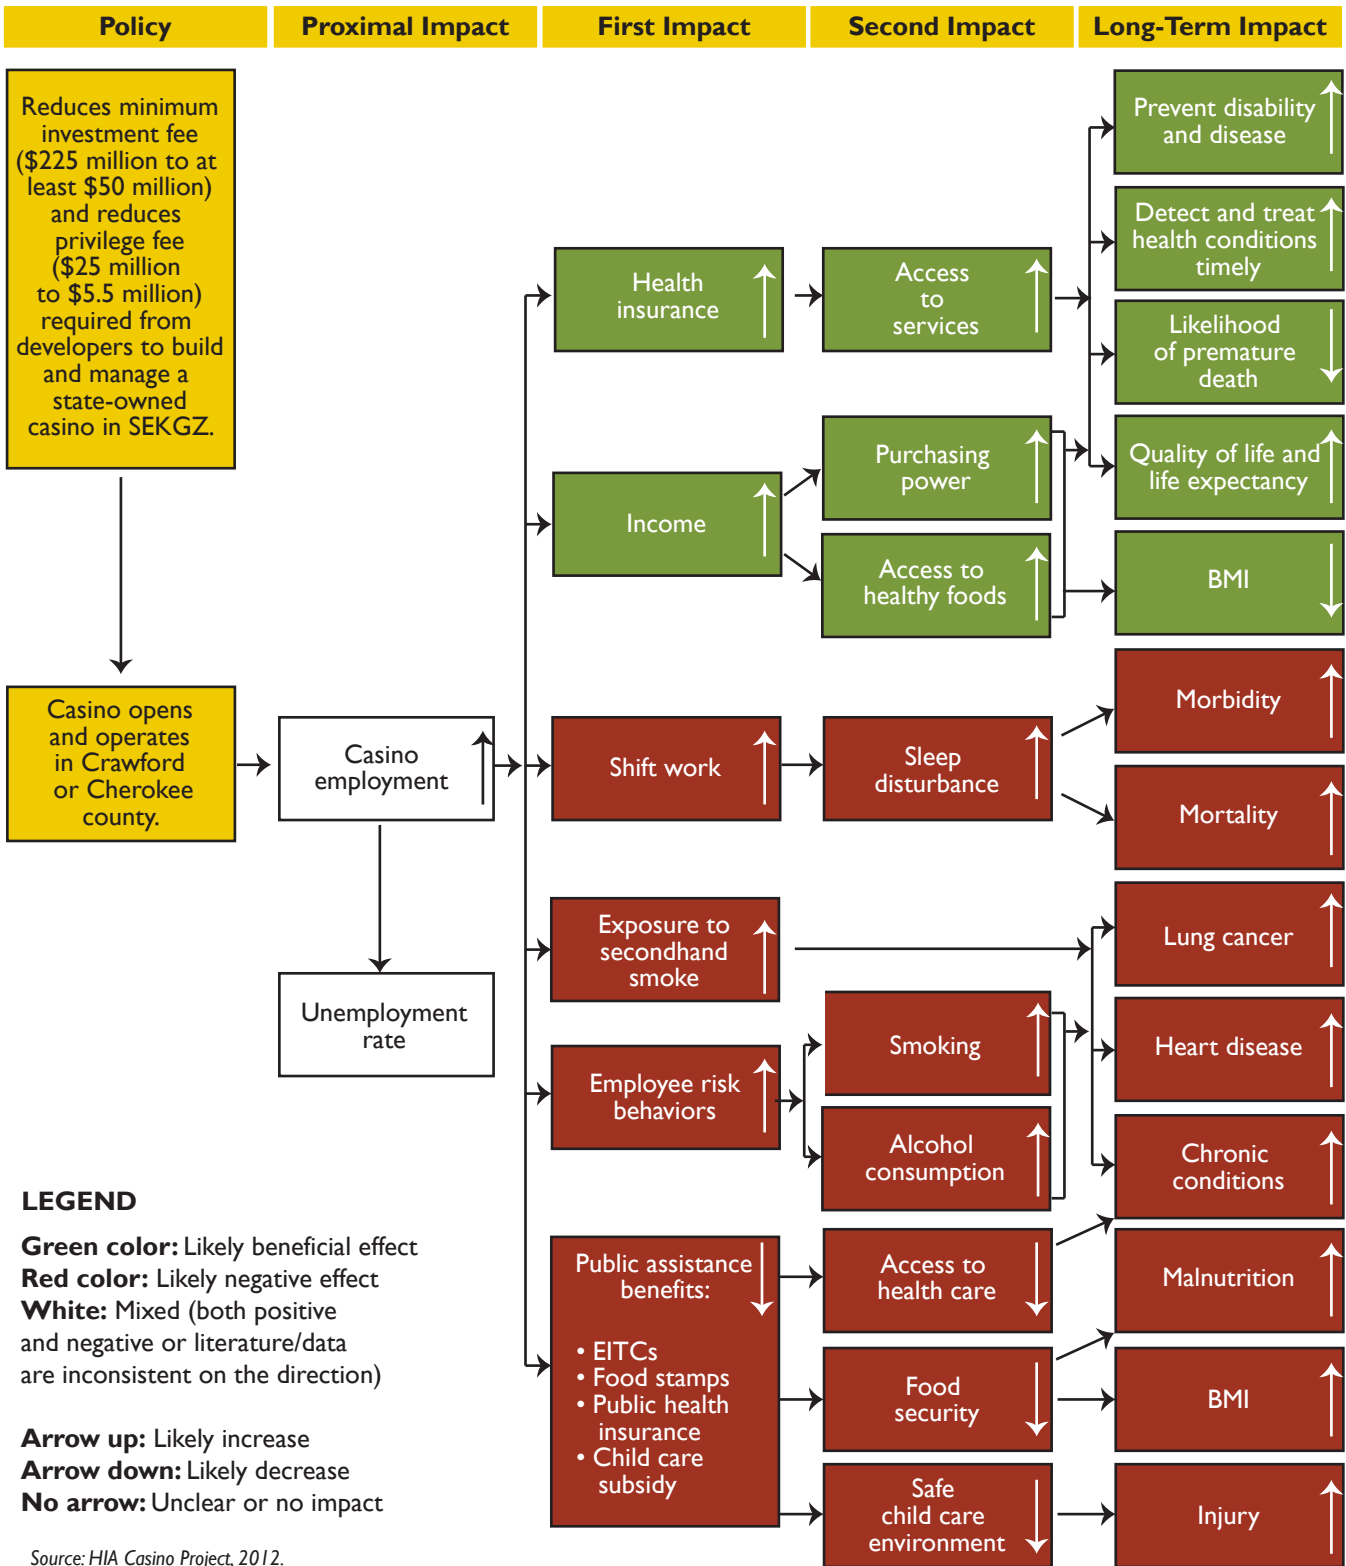 Policy
Proximal Impact
First Impact
Second Impact
Long-Term Impact
Reduces minimum
investment fee
($225 million to at
least $50 million)
and reduces
privilege fee
($25 million
to $5.5 million)
required from
developers to build
and manage a
state-owned
casino in SEKGZ.
Casino opens
and operates
in Crawford
or Cherokee
county.
Casino
employment
Unemployment
rate
Health
insurance
Income
Shift work
Exposure to
secondhand
smoke
Employee risk
behaviors
Public assistance
benefits:
• EITCs
• Food stamps
• Public health
insurance
• Child care
subsidy
Access
to
services
Purchasing
power
Access to
healthy foods
Sleep
disturbance
Smoking
Alcohol
consumption
Access to
health care
Food
security
Safe
child care
environment
Prevent disability
and disease
Detect and treat
health conditions
timely
Likelihood
of premature
death
Quality of life and
life expectancy
BMI
Morbidity
Mortality
Lung cancer
Heart disease
Chronic
conditions
Malnutrition
BMI
Injury
LEGEND
Green color: Likely beneficial effect
Red color: Likely negative effect
White: Mixed (both positive
and negative or literature/data
are inconsistent on the direction)
Arrow up: Likely increase
Arrow down: Likely decrease
No arrow: Unclear or no impact
Source: HIA Casino Project, 2012.